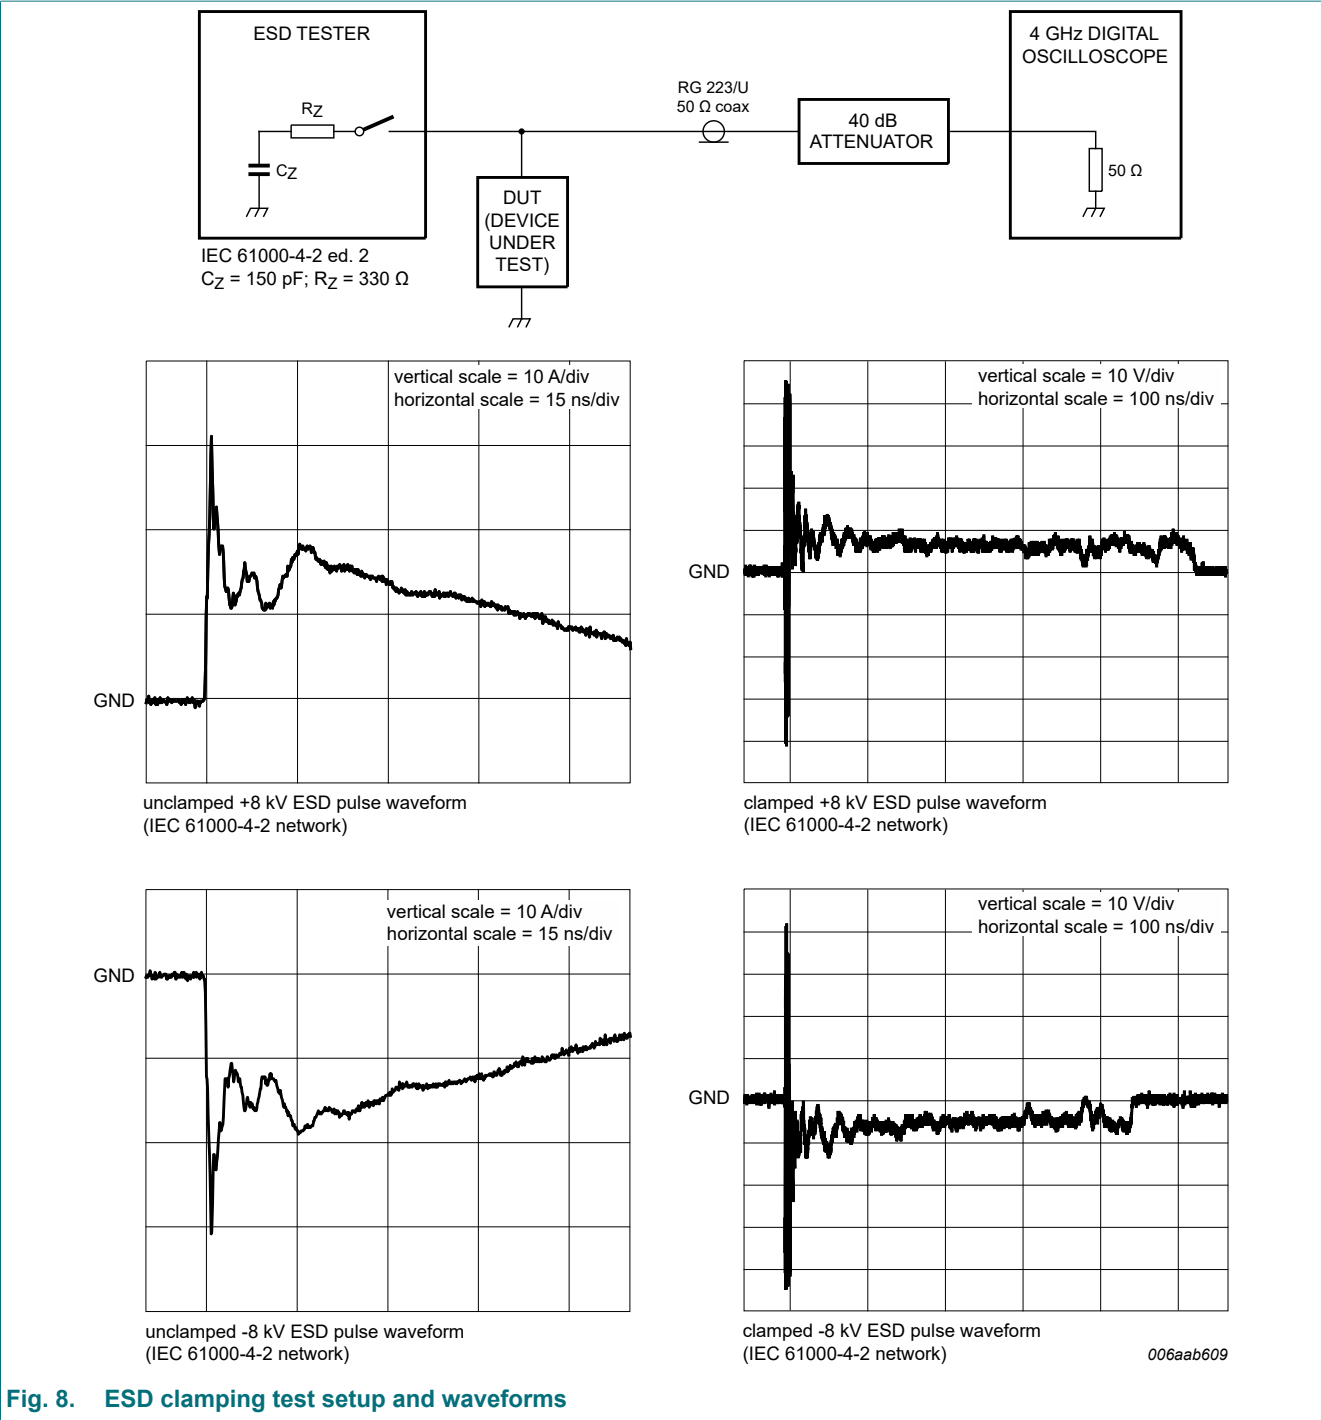 ESD TESTER
4 GHz DIGITAL
OSCILLOSCOPE
RG 223/U
50 Ω coax
RZ
40 dB
ATTENUATOR
CZ
50 Ω
DUT
(DEVICE
UNDER
TEST)
IEC 61000-4-2 ed. 2
CZ = 150 pF; RZ = 330 Ω
vertical scale = 10 A/div
horizontal scale = 15 ns/div
GND
unclamped +8 kV ESD pulse waveform
(IEC 61000-4-2 network)
vertical scale = 10 V/div
horizontal scale = 100 ns/div
GND
clamped +8 kV ESD pulse waveform
(IEC 61000-4-2 network)
vertical scale = 10 A/div
horizontal scale = 15 ns/div
GND
unclamped -8 kV ESD pulse waveform
(IEC 61000-4-2 network)
vertical scale = 10 V/div
horizontal scale = 100 ns/div
GND
clamped -8 kV ESD pulse waveform
(IEC 61000-4-2 network)
006aab609
Fig. 8. ESD clamping test setup and waveforms